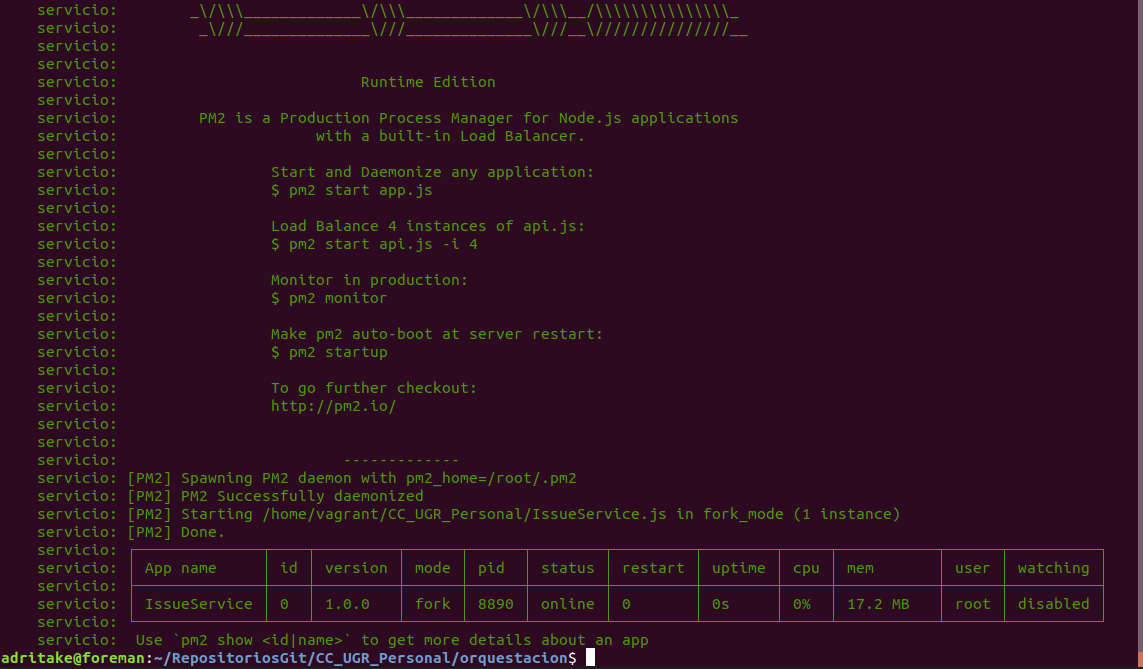 servicio:        _\/\\\_____________\/\\\_____________\/\\\__/\\\\\\\\\\\\\\\_
servicio:         _\///______________\///______________\///__\///////////////__
servicio:
servicio:
servicio:                           Runtime Edition
servicio:
servicio:         PM2 is a Production Process Manager for Node.js applications
servicio:                      with a built-in Load Balancer.
servicio:
servicio:                 Start and Daemonize any application:
servicio:                 $ pm2 start app.js
servicio:
servicio:                 Load Balance 4 instances of api.js:
servicio:                 $ pm2 start api.js -i 4
servicio:
servicio:                 Monitor in production:
servicio:                 $ pm2 monitor
servicio:
servicio:                 Make pm2 auto-boot at server restart:
servicio:                 $ pm2 startup
servicio:
servicio:                 To go further checkout:
servicio:                 http://pm2.io/
servicio:
servicio:
servicio:                         -------------
servicio: [PM2] Spawning PM2 daemon with pm2_home=/root/.pm2
servicio: [PM2] PM2 Successfully daemonized
servicio: [PM2] Starting /home/vagrant/CC_UGR_Personal/IssueService.js in fork_mode (1 instance)
servicio: [PM2] Done.
servicio:
servicio: App name id version mode pid status restart uptime cpu mem user watching
servicio:
servicio: IssueService 0 1.0.0 fork 8890 online 0 0s 0% 17.2 MB root disabled
servicio:
servicio:  Use `pm2 show <id|name>` to get more details about an app
adritake@foreman:~/RepositoriosGit/CC_UGR_Personal/orquestacion$